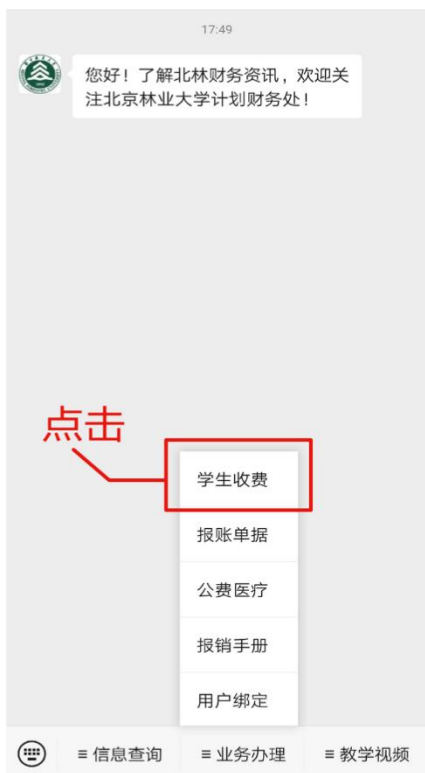 17:49
您好！了解北林财务资讯，欢迎关
注北京林业大学计划财务处！
点击
学生收费
报账单据
公费医疗
报销手册
用户绑定
≡ 信息查询
≡ 业务办理
≡ 教学视频